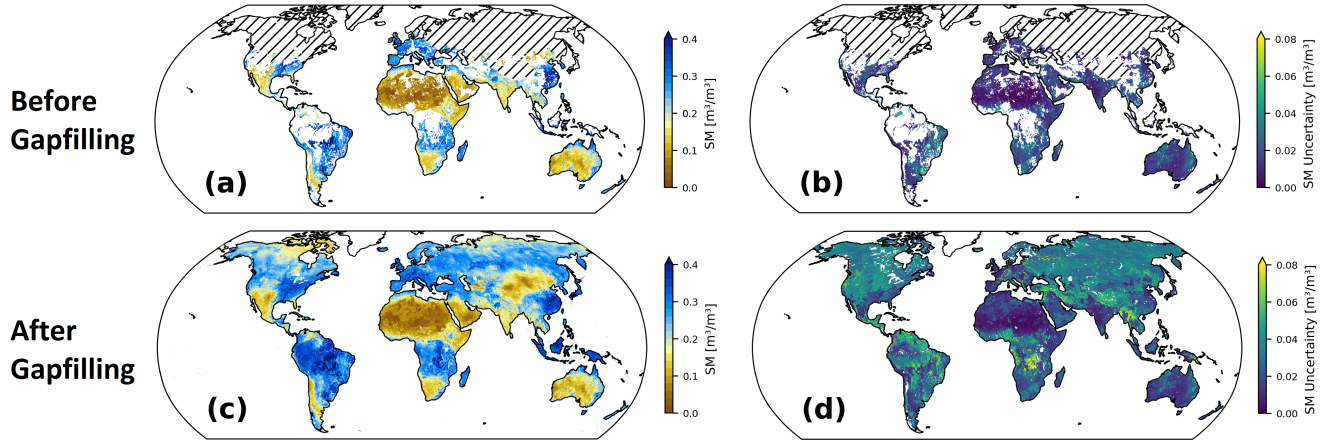 Before
Gapfilling
(a)
0.4
0.3
0.2
0.1
0.0
SM [m³/m³]
(b)
0.08
0.06
0.04
0.02
0.00
SM Uncertainty [m³/m³]
After
Gapfilling
(c)
0.4
0.3
0.2
0.1
0.0
SM [m³/m³]
(d)
0.08
0.06
0.04
0.02
0.00
SM Uncertainty [m³/m³]